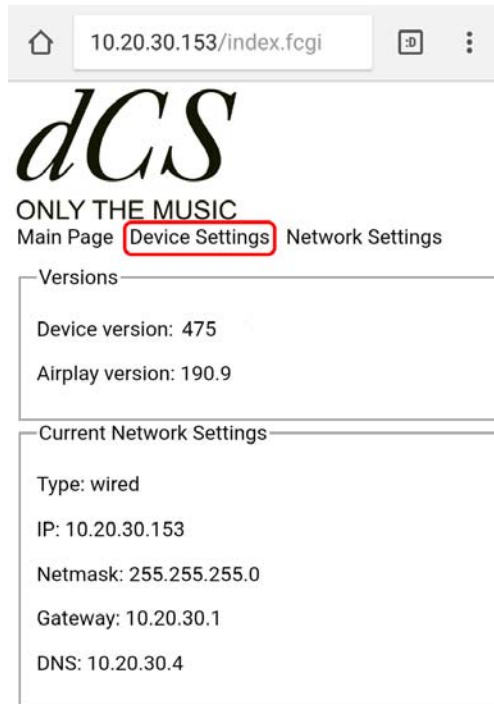 10.20.30.153/index.fcgi :D
dCS
ONLY THE MUSIC
Main Page Device Settings Network Settings
Versions
Device version: 475
Airplay version: 190.9
Current Network Settings
Type: wired
IP: 10.20.30.153
Netmask: 255.255.255.0
Gateway: 10.20.30.1
DNS: 10.20.30.4